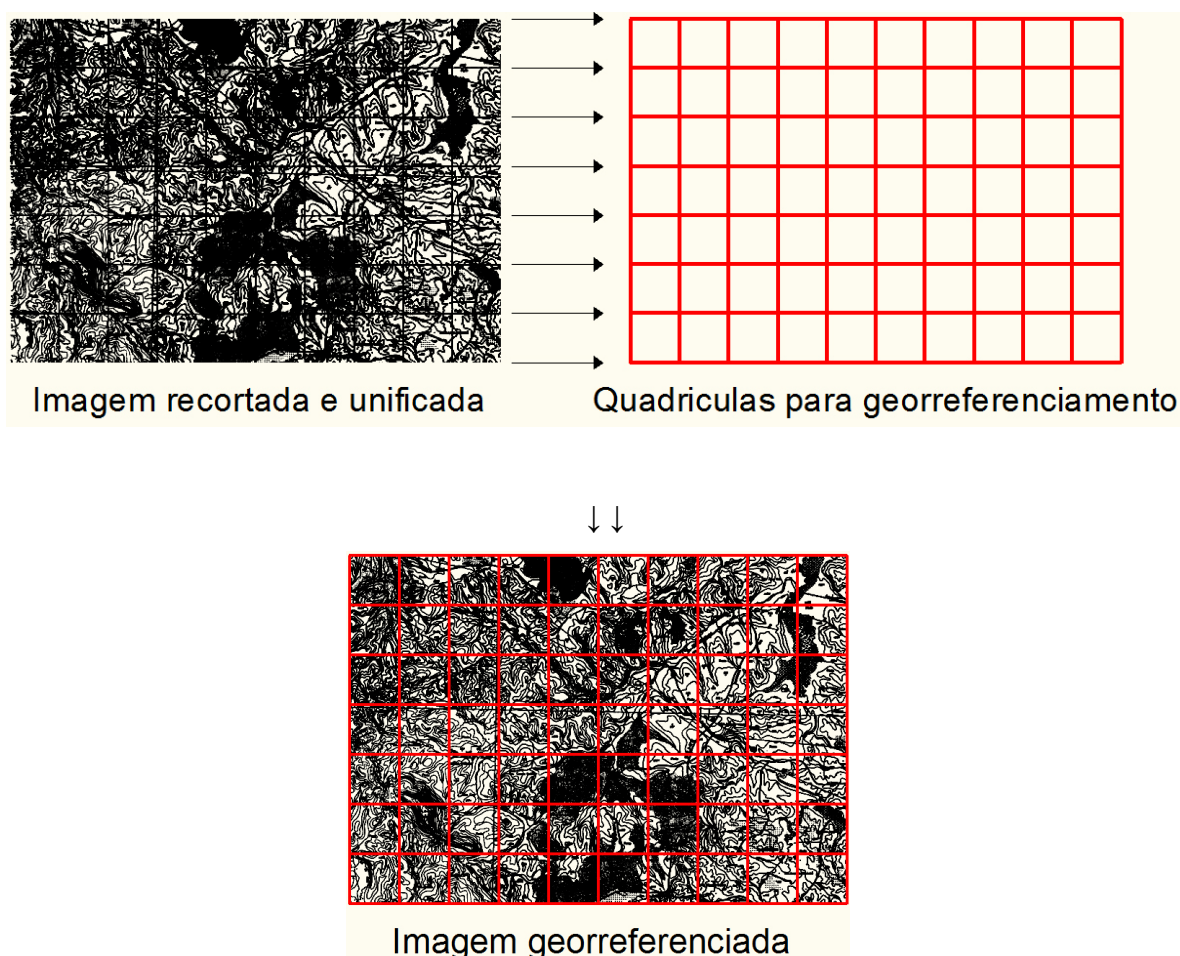 Imagem recortada e unificada
Quadriculas para georreferenciamento
Imagem georreferenciada